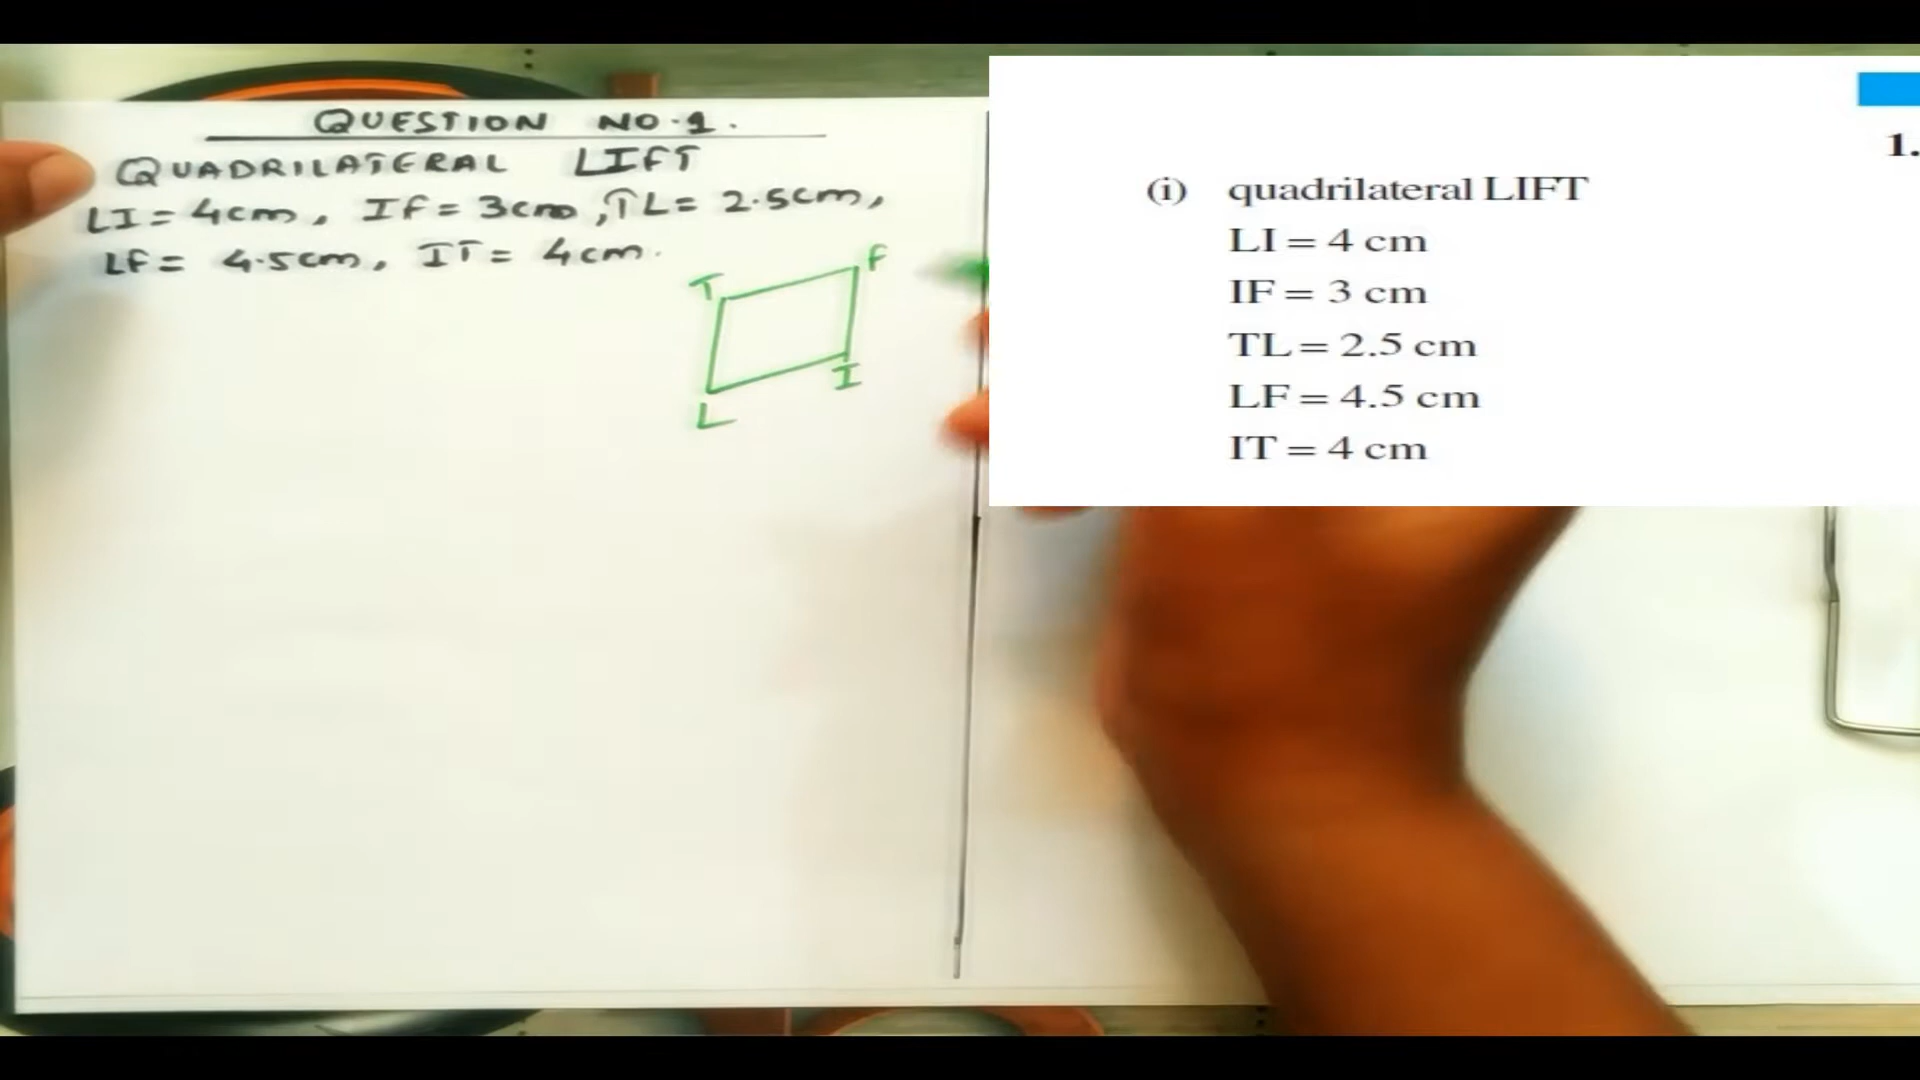 QUESTION NO.1.
QUADRILATERAL LIFT
LI = 4cm, IF = 3cm, TL = 2.5cm,
LF = 4.5cm, IT = 4cm.
T
F
L
I
1.
(i) quadrilateral LIFT
LI = 4 cm
IF = 3 cm
TL = 2.5 cm
LF = 4.5 cm
IT = 4 cm